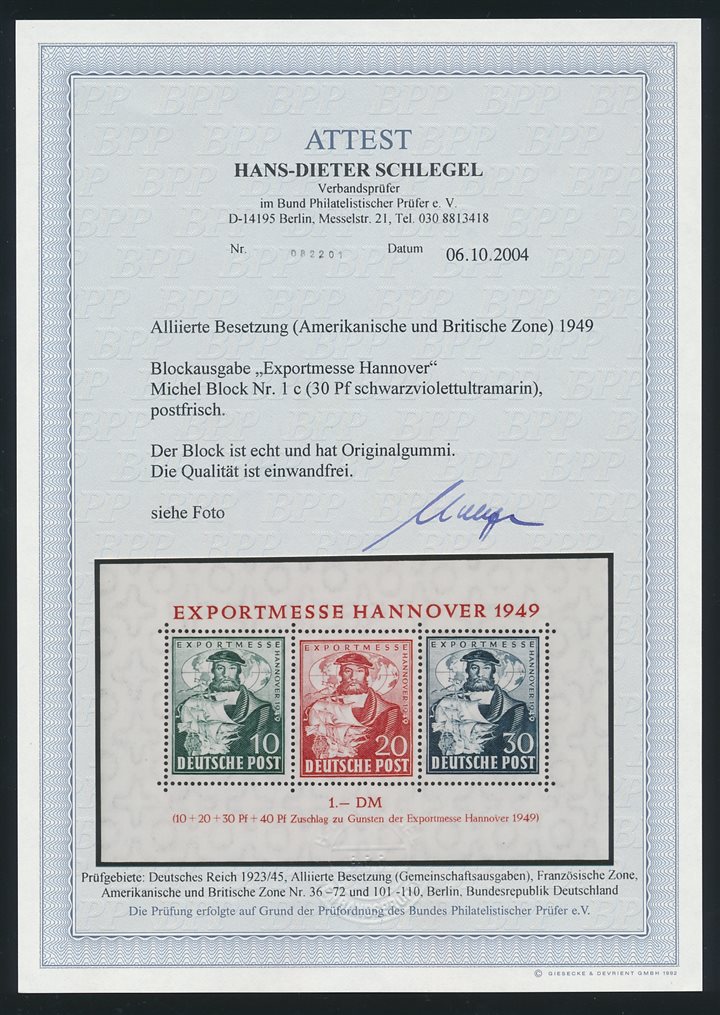 ATTEST
HANS-DIETER SCHLEGEL
Verbandsprüfer
im Bund Philatelistischer Prüfer e. V.
D-14195 Berlin, Messelstr. 21, Tel. 030 8813418
Nr. 082201 Datum 06.10.2004
Alliierte Besetzung (Amerikanische und Britische Zone) 1949
Blockausgabe „Exportmesse Hannover“
Michel Block Nr. 1 c (30 Pf schwarzviolettultramarin),
postfrisch.
Der Block ist echt und hat Originalgummi.
Die Qualität ist einwandfrei.
siehe Foto
EXPORTMESSE HANNOVER 1949
EXPORTMESSE HANNOVER 1949
10
DEUTSCHE POST
EXPORTMESSE HANNOVER 1949
20
DEUTSCHE POST
EXPORTMESSE HANNOVER 1949
30
DEUTSCHE POST
1.— DM
(10 + 20 + 30 Pf + 40 Pf Zuschlag zu Gunsten der Exportmesse Hannover 1949)
Prüfgebiete: Deutsches Reich 1923/45, Alliierte Besetzung (Gemeinschaftsausgaben), Französische Zone,
Amerikanische und Britische Zone Nr. 36 –72 und 101 -110, Berlin, Bundesrepublik Deutschland
Die Prüfung erfolgte auf Grund der Prüfordnung des Bundes Philatelistischer Prüfer e.V.
© GIESECKE & DEVRIENT GMBH 1992